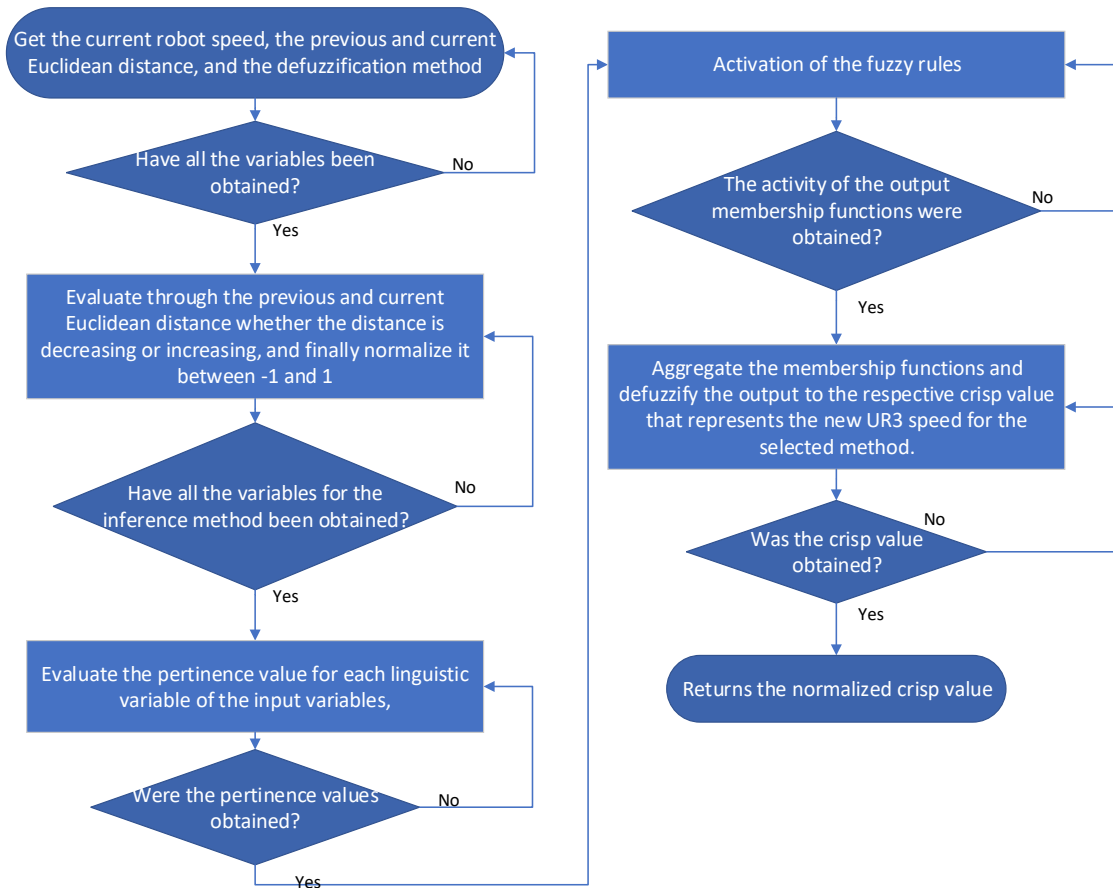 Get the current robot speed, the previous and current
Euclidean distance, and the defuzzification method
Have all the variables been
obtained?
No
Yes
Evaluate through the previous and current
Euclidean distance whether the distance is
decreasing or increasing, and finally normalize it
between -1 and 1
Have all the variables for the
inference method been obtained?
No
Yes
Evaluate the pertinence value for each linguistic
variable of the input variables,
Were the pertinence values
obtained?
No
Yes
Activation of the fuzzy rules
The activity of the output
membership functions were
obtained?
No
Yes
Aggregate the membership functions and
defuzzify the output to the respective crisp value
that represents the new UR3 speed for the
selected method.
Was the crisp value
obtained?
No
Yes
Returns the normalized crisp value